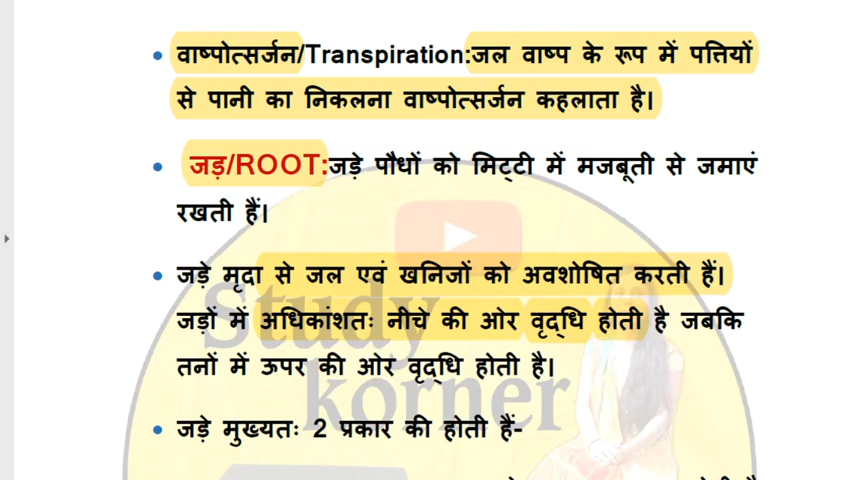 वाष्पोत्सर्जन/Transpiration:जल वाष्प के रूप में पत्तियों
से पानी का निकलना वाष्पोत्सर्जन कहलाता है।
जड़/ROOT:जड़े पौधों को मिट्टी में मजबूती से जमाएं
रखती हैं।
जड़े मृदा से जल एवं खनिजों को अवशोषित करती हैं।
जड़ों में अधिकांशतः नीचे की ओर वृद्धि होती है जबकि
तनों में ऊपर की ओर वृद्धि होती है।
जड़े मुख्यतः 2 प्रकार की होती हैं-
Study
korner